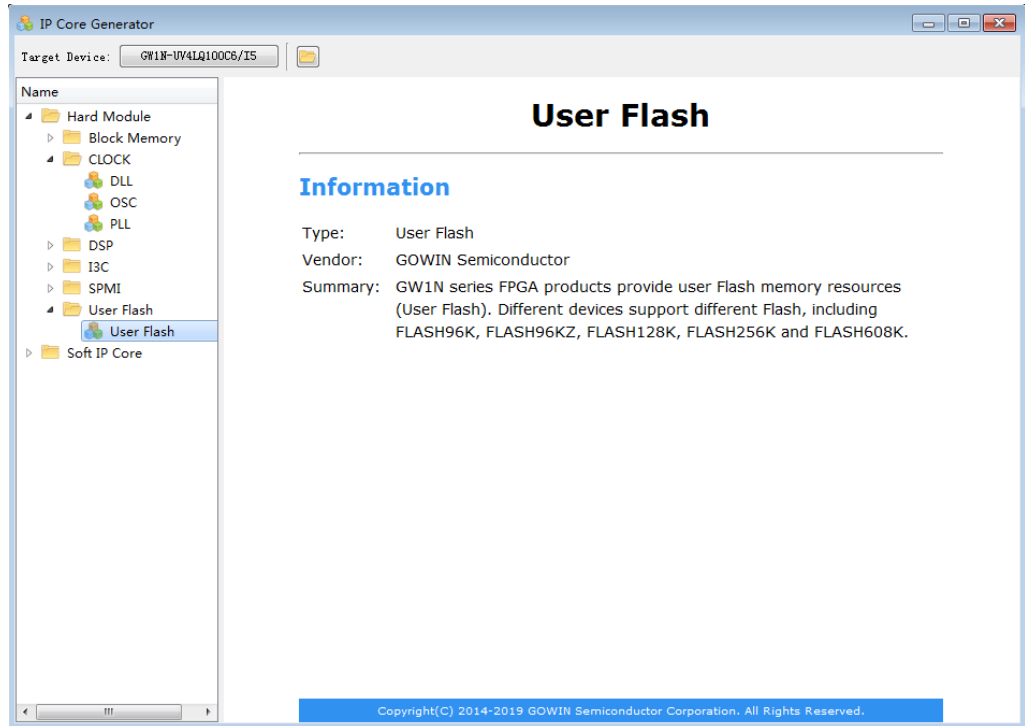 IP Core Generator
Target Device: GW1N-UV4LQ100C6/I5
Name
Hard Module
Block Memory
CLOCK
DLL
OSC
PLL
DSP
I3C
SPMI
User Flash
User Flash
Soft IP Core
User Flash
Information
Type: User Flash
Vendor: GOWIN Semiconductor
Summary: GW1N series FPGA products provide user Flash memory resources
(User Flash). Different devices support different Flash, including
FLASH96K, FLASH96KZ, FLASH128K, FLASH256K and FLASH608K.
Copyright(C) 2014-2019 GOWIN Semiconductor Corporation. All Rights Reserved.